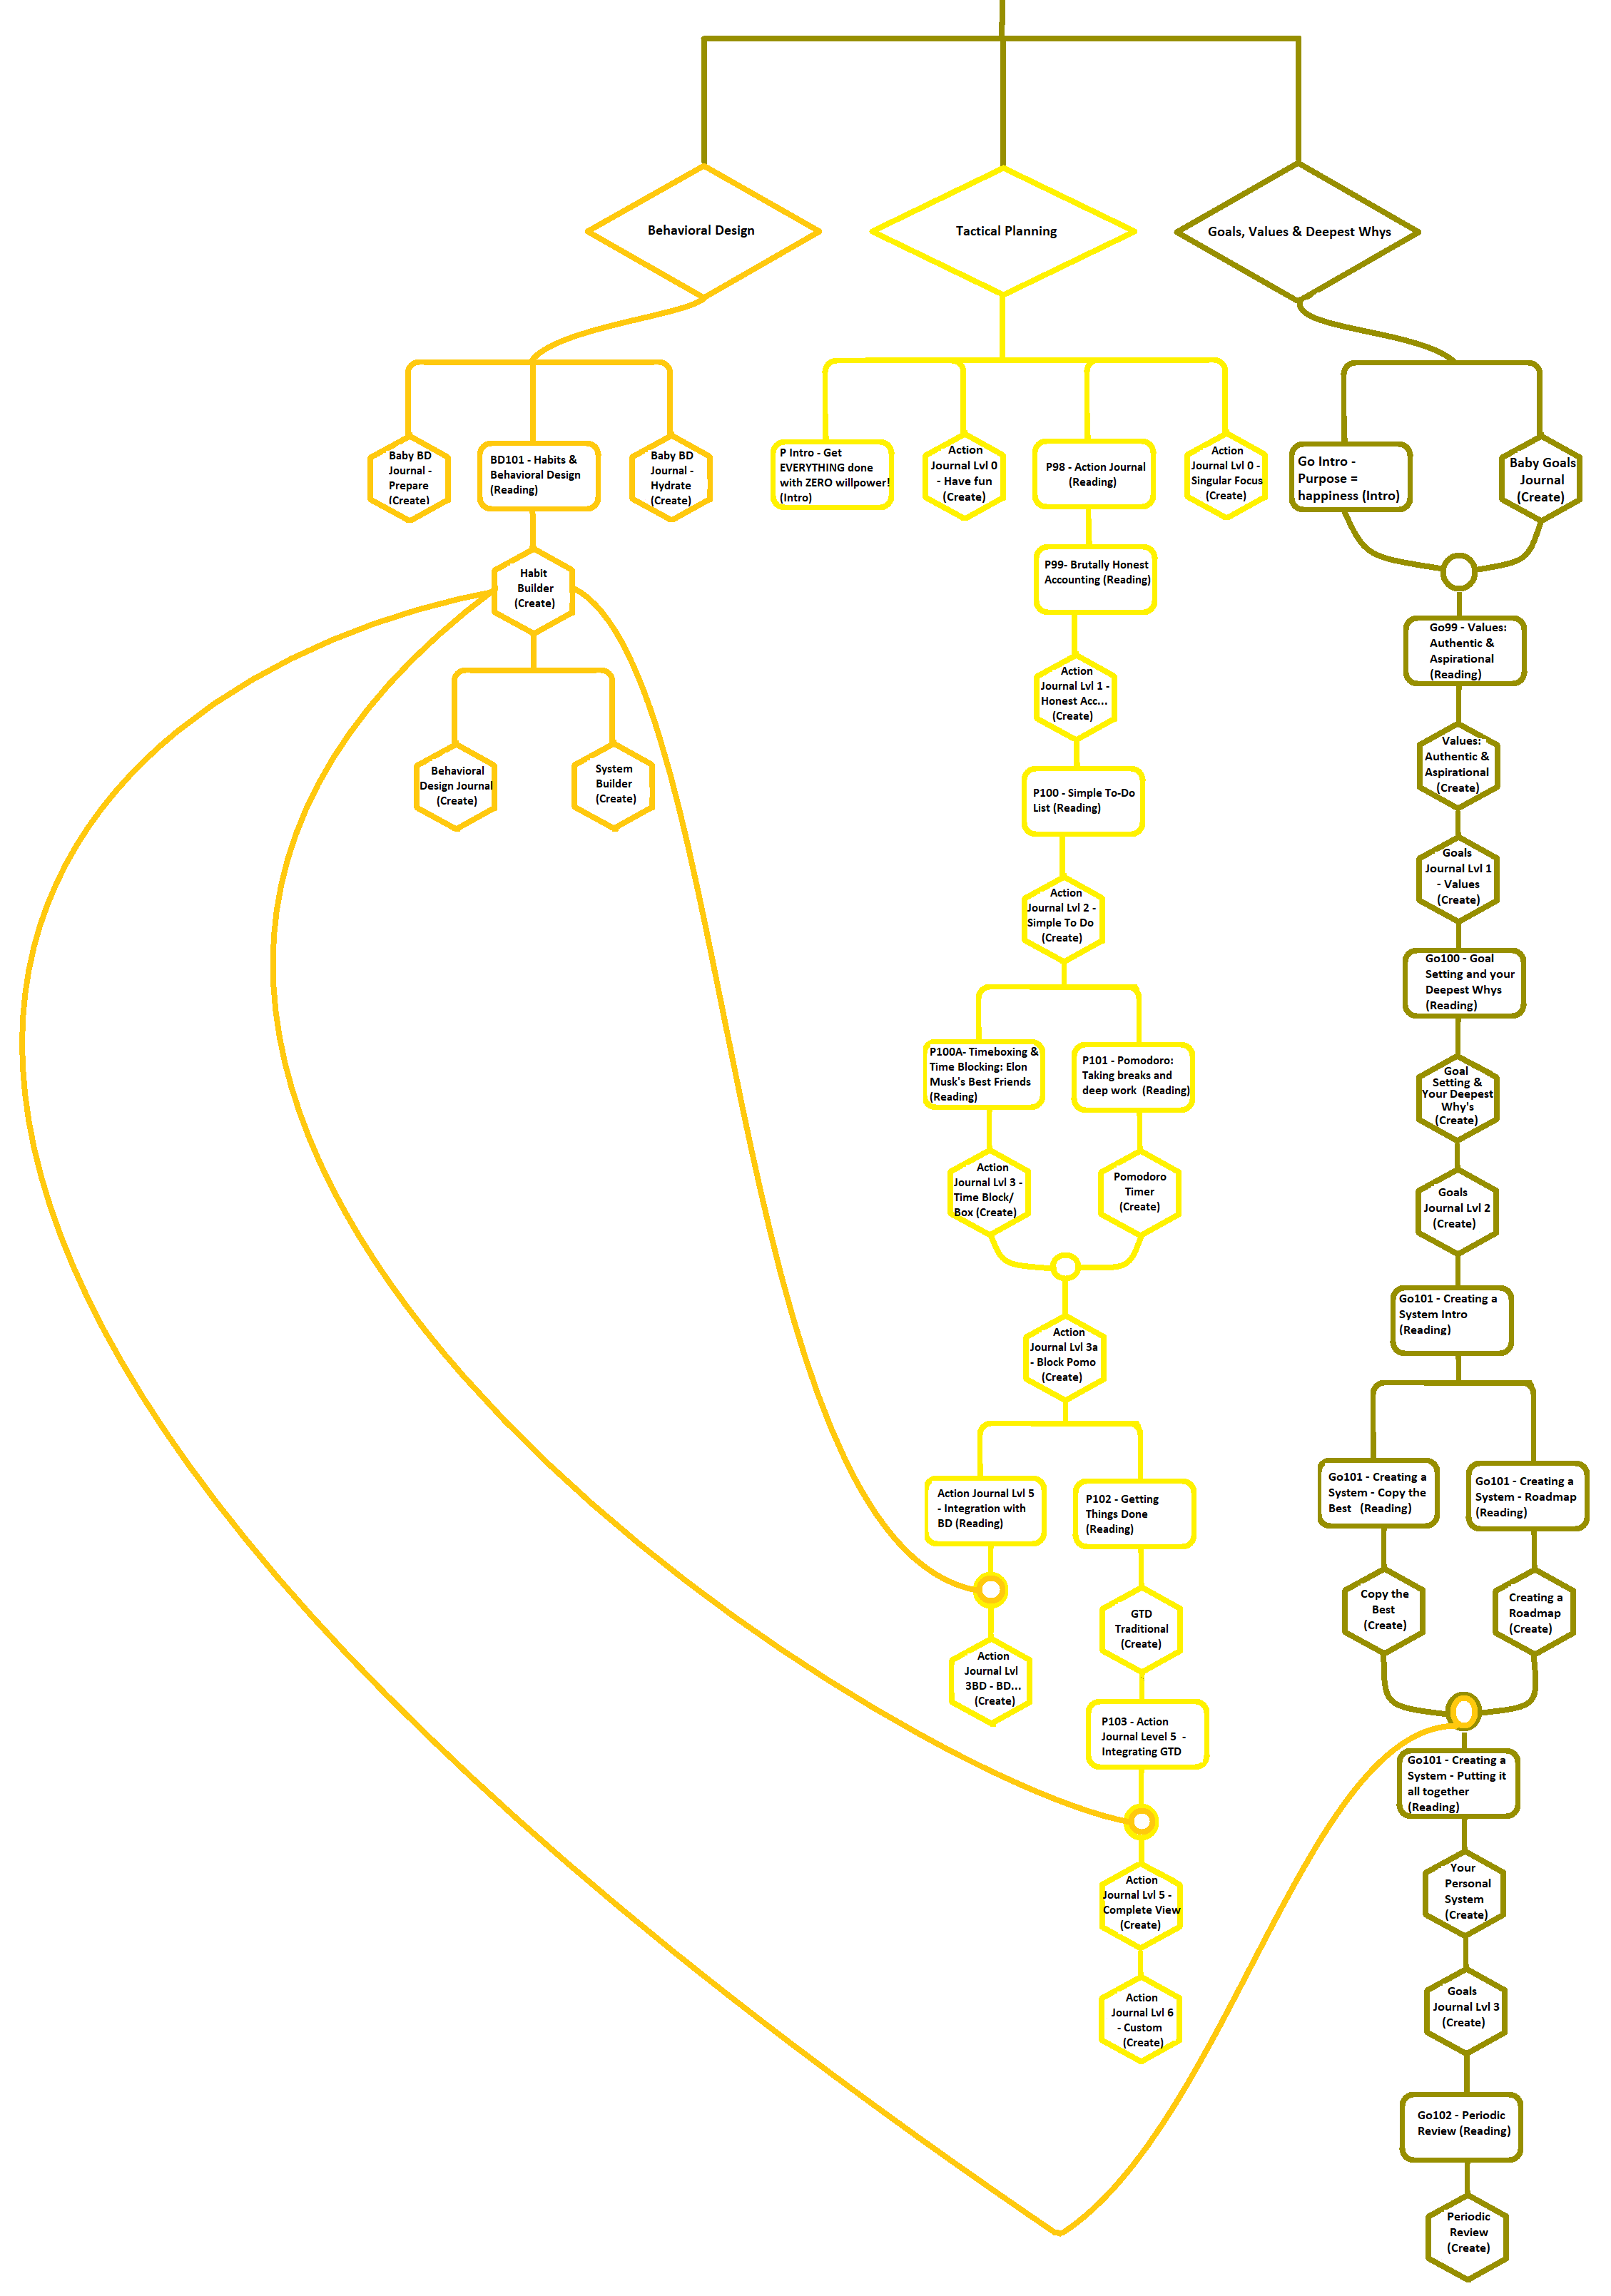 Behavioral Design
Tactical Planning
Goals, Values & Deepest Whys
Baby BD
Journal -
Prepare
(Create)
BD101 - Habits &
Behavioral Design
(Reading)
Baby BD
Journal -
Hydrate
(Create)
P Intro - Get
EVERYTHING done
with ZERO willpower!
(Intro)
Action
Journal Lvl 0
- Have fun
(Create)
P98 - Action Journal
(Reading)
Action
Journal Lvl 0 -
Singular Focus
(Create)
Go Intro -
Purpose =
happiness (Intro)
Baby Goals
Journal
(Create)
Habit
Builder
(Create)
Behavioral
Design Journal
(Create)
System
Builder
(Create)
P99- Brutally Honest
Accounting (Reading)
Action
Journal Lvl 1 -
Honest Acc...
(Create)
P100 - Simple To-Do
List (Reading)
Action
Journal Lvl 2 -
Simple To Do
(Create)
P100A- Timeboxing &
Time Blocking: Elon
Musk's Best Friends
(Reading)
P101 - Pomodoro:
Taking breaks and
deep work (Reading)
Action
Journal Lvl 3 -
Time Block/
Box (Create)
Pomodoro
Timer
(Create)
Action
Journal Lvl 3a
- Block Pomo
(Create)
Action Journal Lvl 5
- Integration with
BD (Reading)
P102 - Getting
Things Done
(Reading)
Action
Journal Lvl
3BD - BD...
(Create)
GTD
Traditional
(Create)
P103 - Action
Journal Level 5 -
Integrating GTD
Action
Journal Lvl 5 -
Complete View
(Create)
Action
Journal Lvl 6
- Custom
(Create)
Go99 - Values:
Authentic &
Aspirational
(Reading)
Values:
Authentic &
Aspirational
(Create)
Goals
Journal Lvl 1
- Values
(Create)
Go100 - Goal
Setting and your
Deepest Whys
(Reading)
Goal
Setting &
Your Deepest
Why's
(Create)
Goals
Journal Lvl 2
(Create)
Go101 - Creating a
System Intro
(Reading)
Go101 - Creating a
System - Copy the
Best (Reading)
Go101 - Creating a
System - Roadmap
(Reading)
Copy the
Best
(Create)
Creating a
Roadmap
(Create)
Go101 - Creating a
System - Putting it
all together
(Reading)
Your
Personal
System
(Create)
Goals
Journal Lvl 3
(Create)
Go102 - Periodic
Review (Reading)
Periodic
Review
(Create)